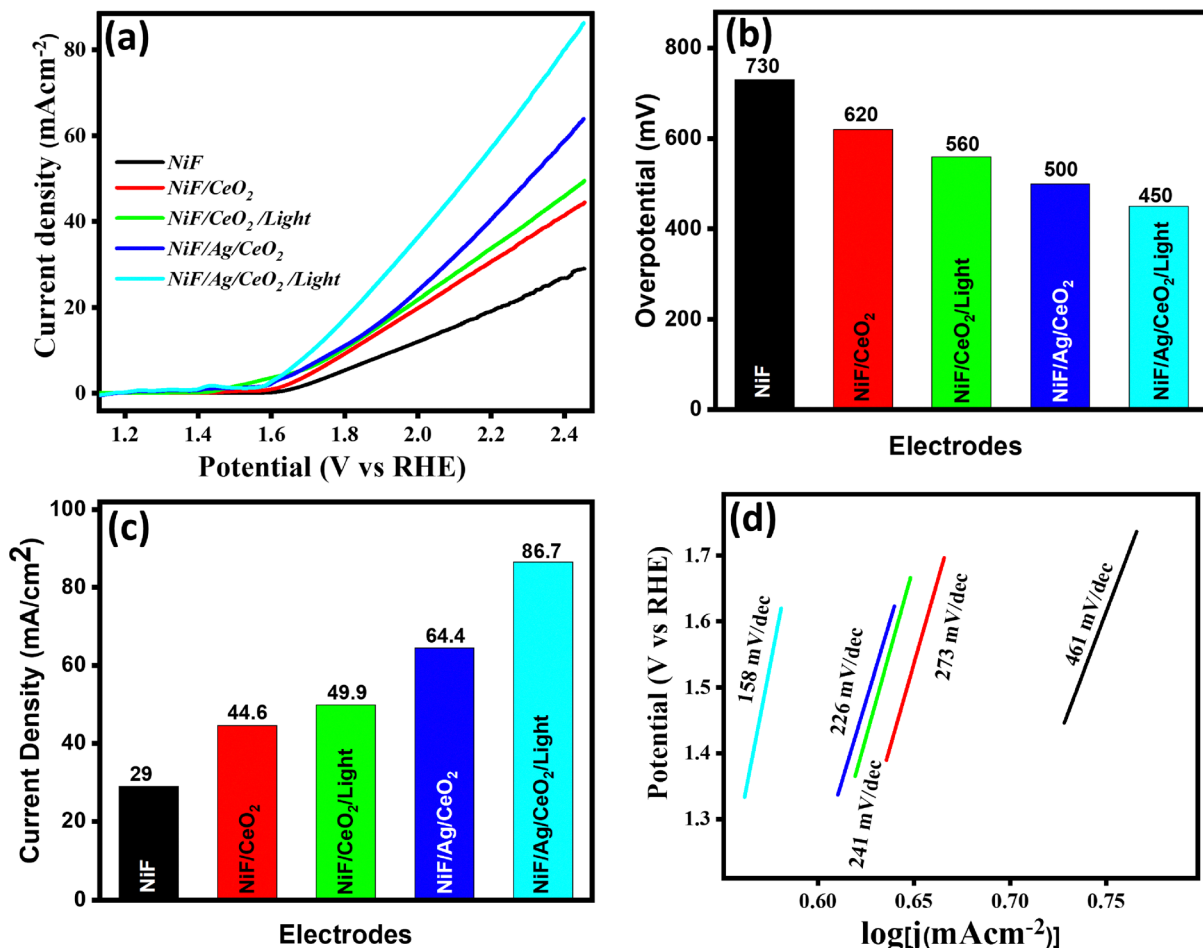 (a)
Current density (mAcm⁻²)
80
60
40
20
0
NiF
NiF/CeO₂
NiF/CeO₂ /Light
NiF/Ag/CeO₂
NiF/Ag/CeO₂ /Light
1.2 1.4 1.6 1.8 2.0 2.2 2.4
Potential (V vs RHE)
(b)
Overpotential (mV)
800
600
400
200
0
730
620
560
500
450
NiF
NiF/CeO₂
NiF/CeO₂/Light
NiF/Ag/CeO₂
NiF/Ag/CeO₂/Light
Electrodes
(c)
Current Density (mA/cm²)
100
80
60
40
20
0
29
44.6
49.9
64.4
86.7
NiF
NiF/CeO₂
NiF/CeO₂/Light
NiF/Ag/CeO₂
NiF/Ag/CeO₂/Light
Electrodes
(d)
Potential (V vs RHE)
1.7
1.6
1.5
1.4
1.3
158 mV/dec
226 mV/dec
241 mV/dec
273 mV/dec
461 mV/dec
0.60 0.65 0.70 0.75
log[j(mAcm⁻²)]